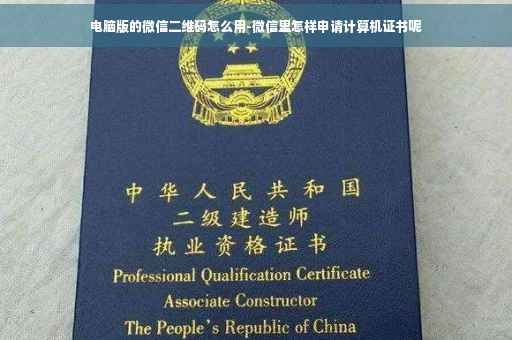 电脑版的微信二维码怎么用-微信里怎样申请计算机证书呢
中华人民共和国
二级建造师
执业资格证书
Professional Qualification Certificate
Associate Constructor
The People's Republic of China